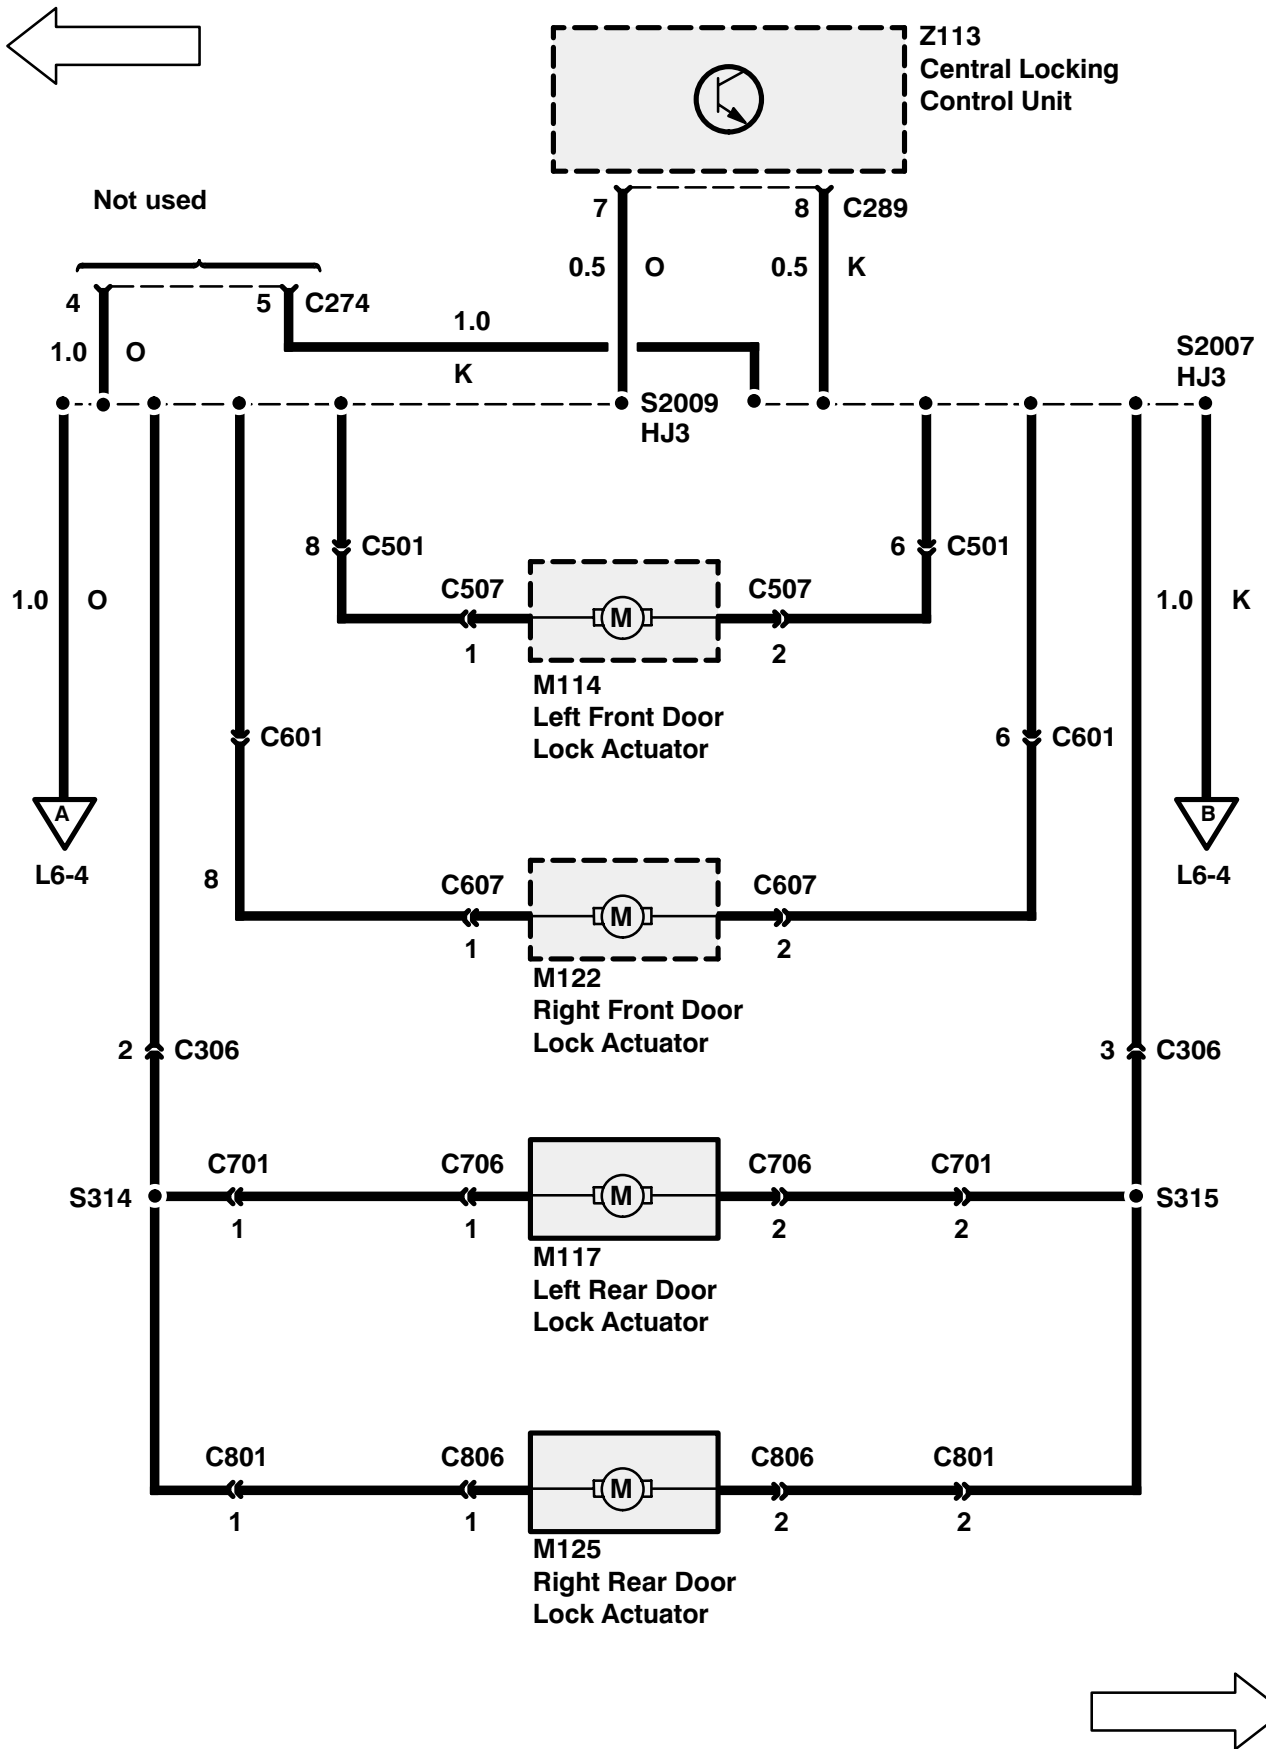 Z113
Central Locking
Control Unit
Not used
7
8
C289
0.5
O
0.5
K
4
5
C274
1.0
O
1.0
K
S2007
HJ3
S2009
HJ3
8
C501
6
C501
C507
M
C507
1
2
1.0
O
1.0
K
M114
Left Front Door
Lock Actuator
C601
6
C601
A
B
L6-4
L6-4
8
C607
M
C607
1
2
M122
Right Front Door
Lock Actuator
2
C306
3
C306
C701
C706
C706
C701
S314
M
S315
1
1
2
2
M117
Left Rear Door
Lock Actuator
C801
C806
C806
C801
M
1
1
2
2
M125
Right Rear Door
Lock Actuator